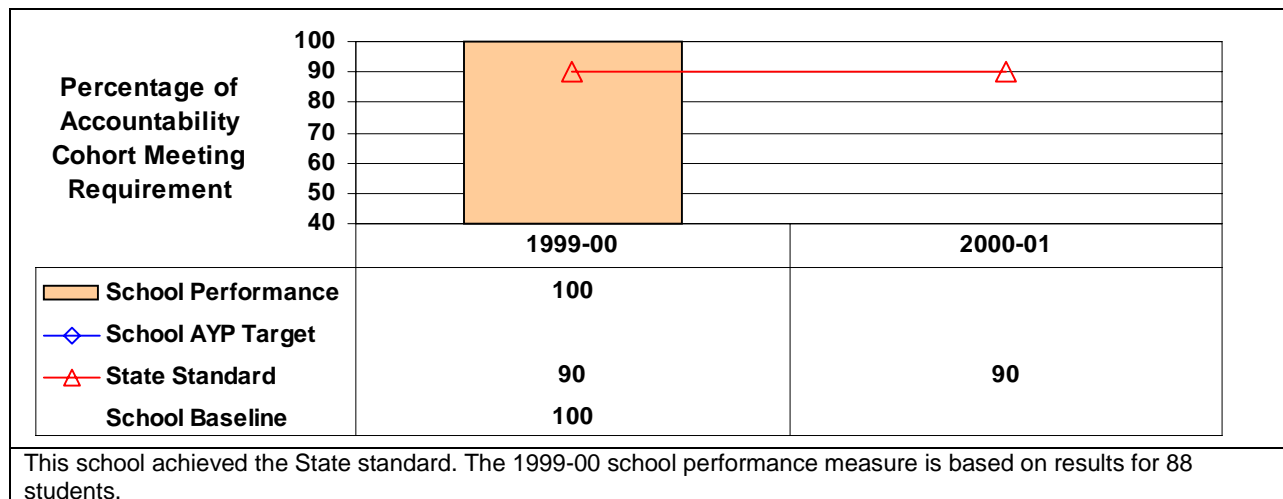 Percentage of
Accountability
Cohort Meeting
Requirement
100
90
80
70
60
50
40
1999-00 2000-01
School Performance 100
School AYP Target
State Standard 90 90
School Baseline 100
This school achieved the State standard. The 1999-00 school performance measure is based on results for 88
students.